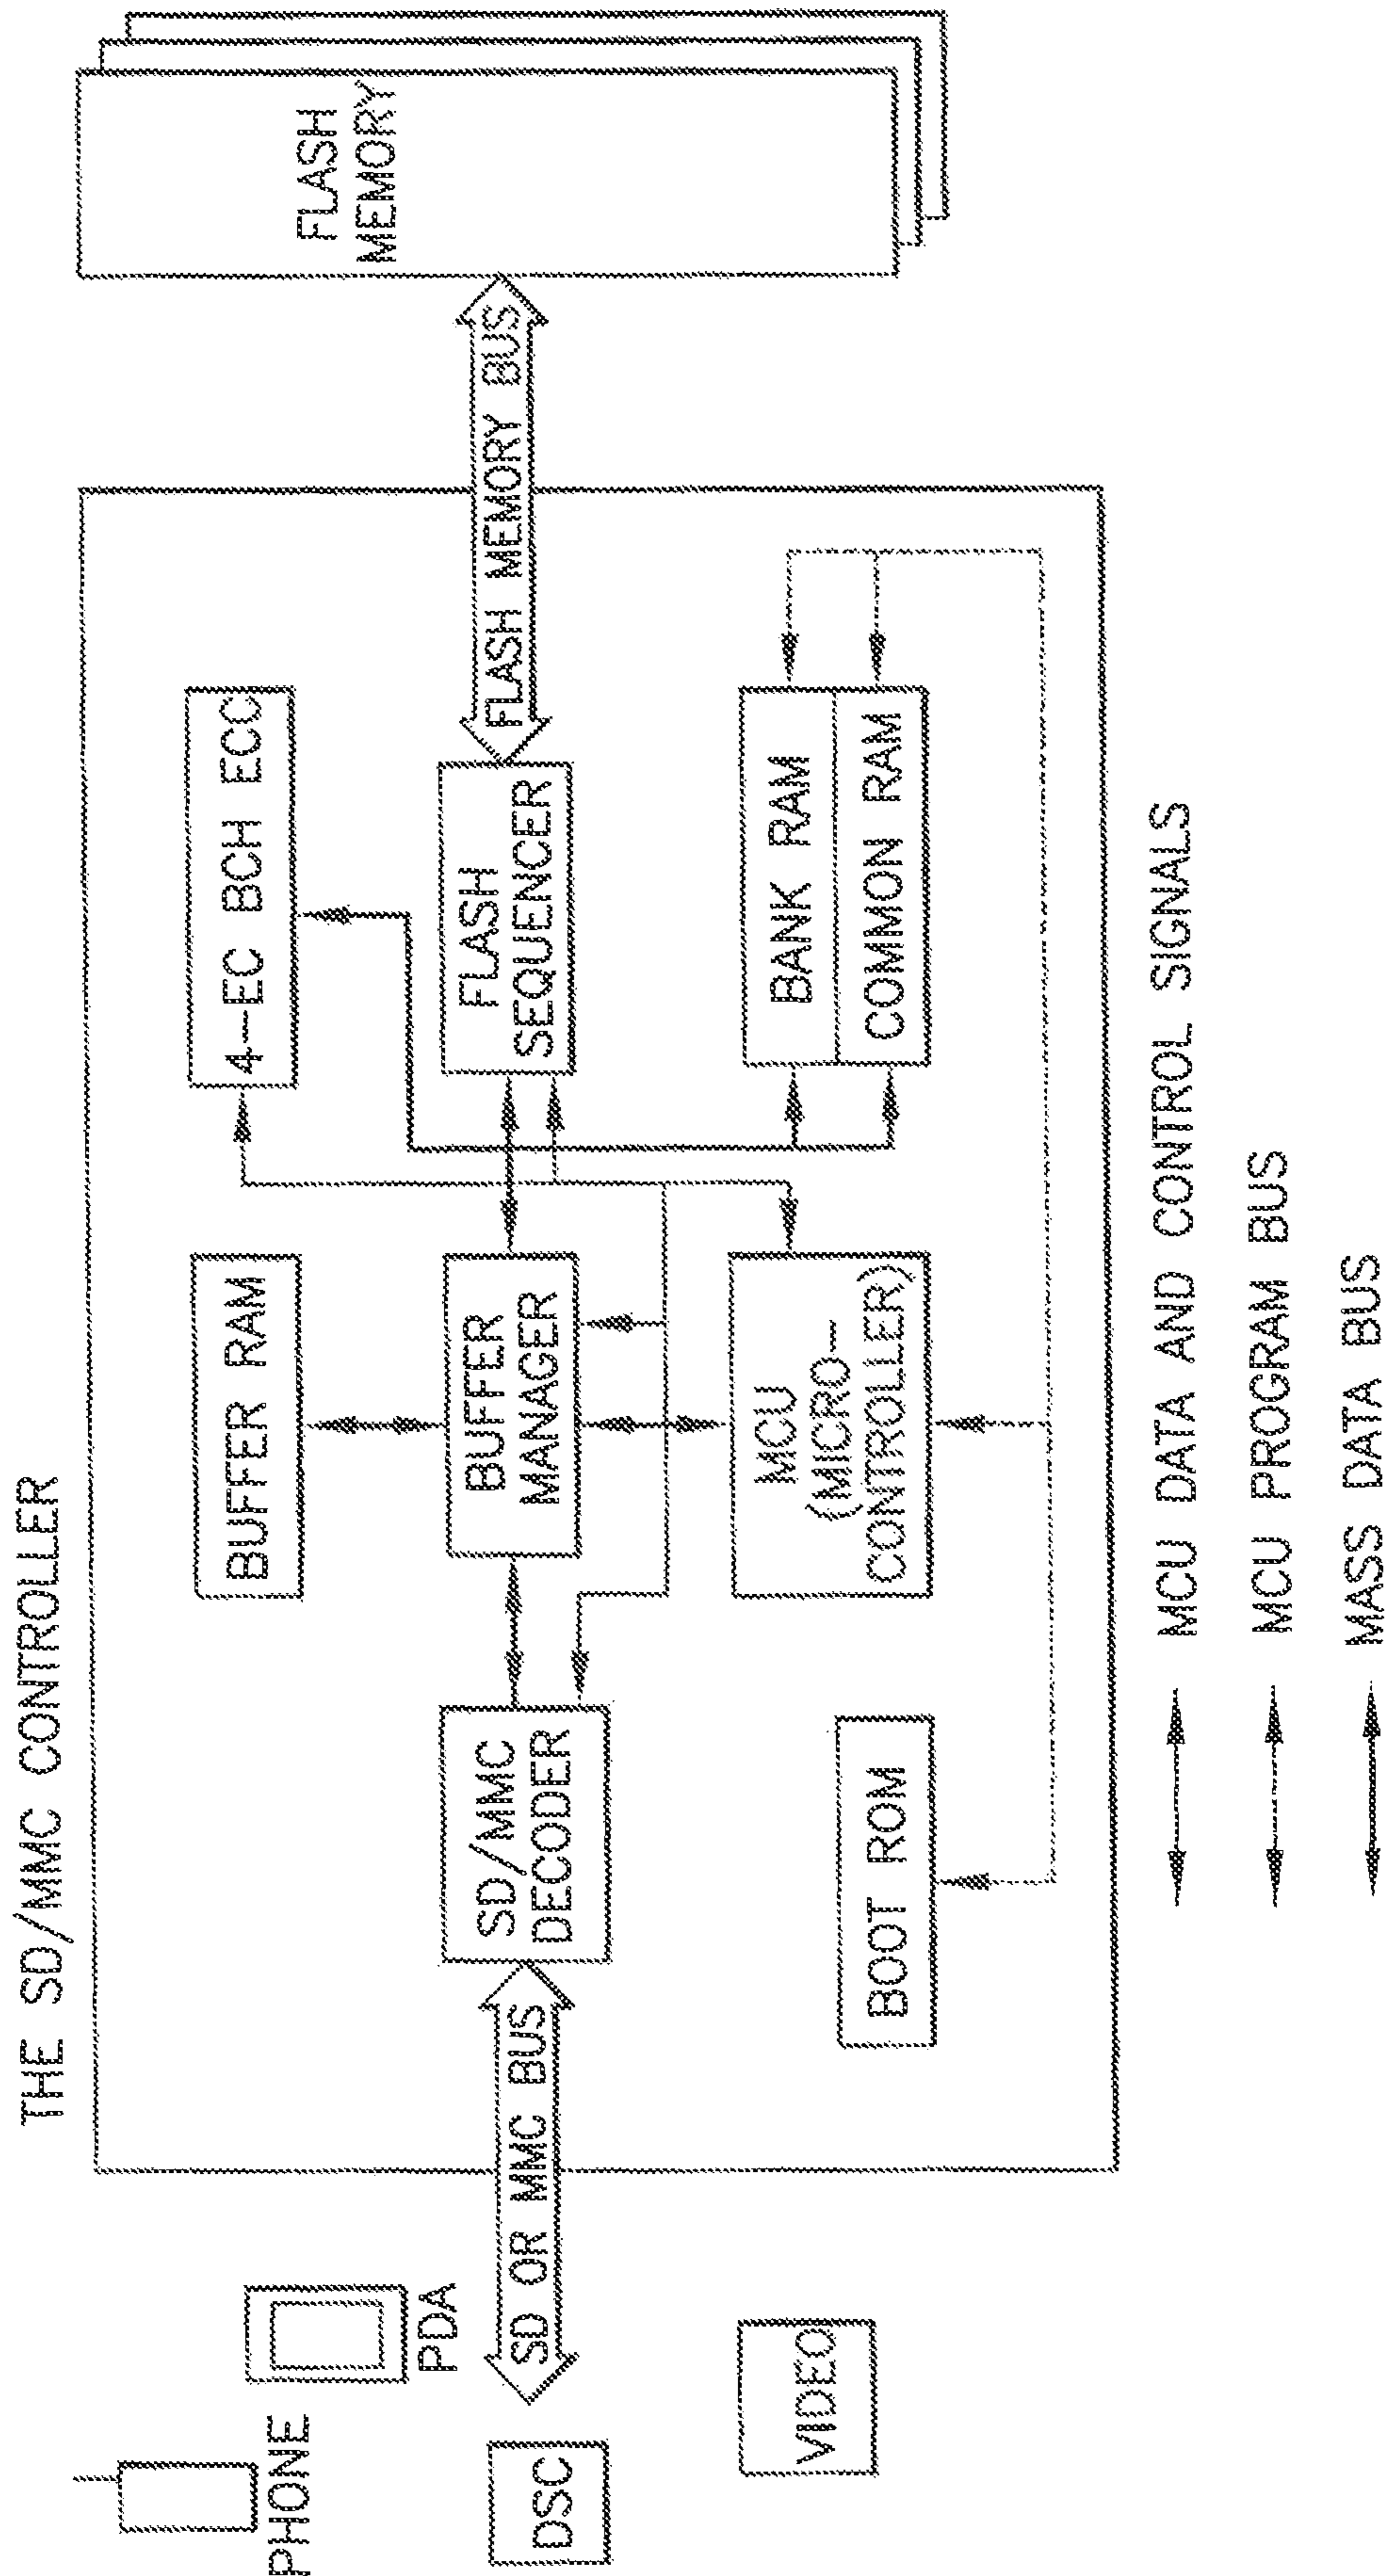 THE SD/MMC CONTROLLER
PHONE
PDA
DSC
VIDEO
SD OR MMC BUS
SD/MMC
DECODER
BOOT ROM
BUFFER RAM
BUFFER
MANAGER
MCU
(MICRO—
CONTROLLER)
4—EC BCH ECC
FLASH
SEQUENCER
BANK RAM
COMMON RAM
FLASH MEMORY BUS
FLASH
MEMORY
MCU DATA AND CONTROL SIGNALS
MCU PROGRAM BUS
MASS DATA BUS